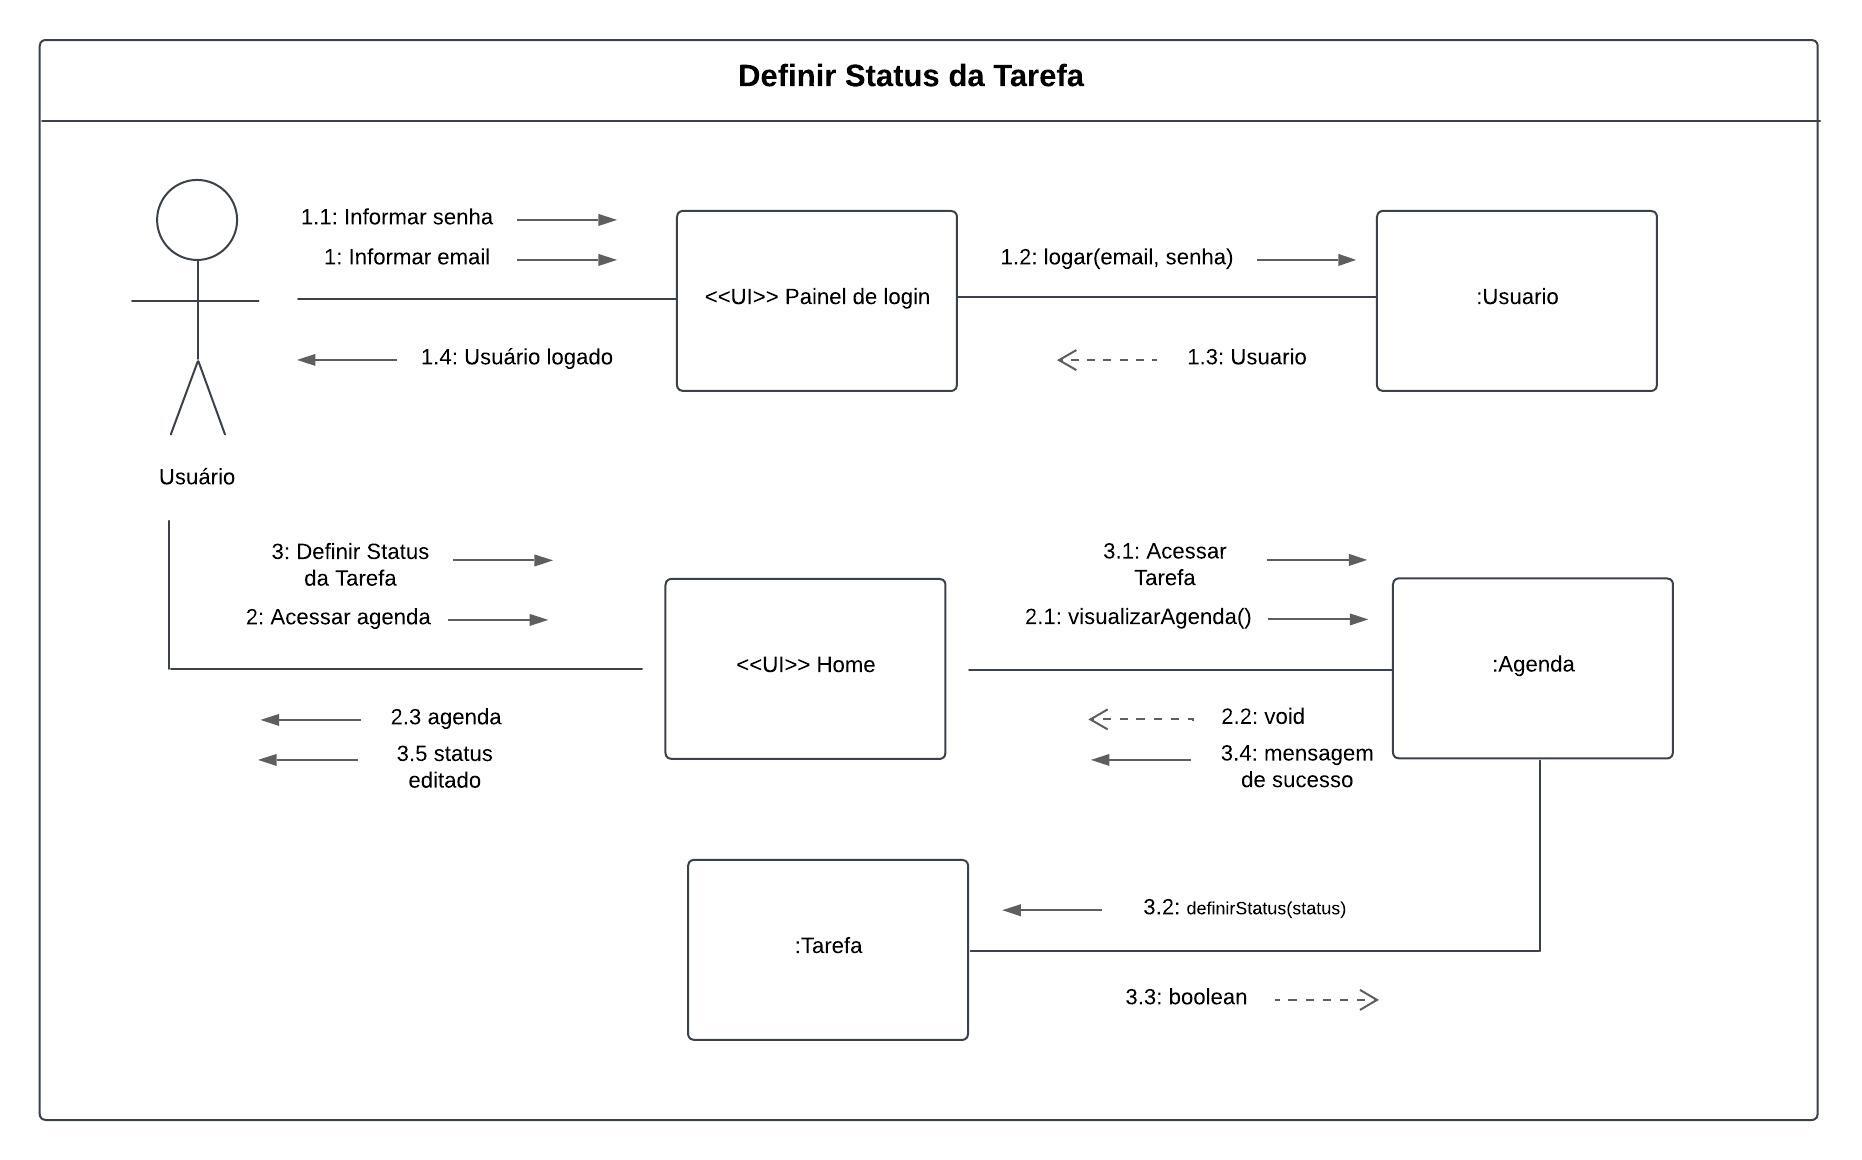 Definir Status da Tarefa
1.1: Informar senha
1: Informar email
<<UI>> Painel de login
1.2: logar(email, senha)
:Usuario
1.4: Usuário logado
1.3: Usuario
Usuário
3: Definir Status
da Tarefa
2: Acessar agenda
<<UI>> Home
3.1: Acessar
Tarefa
2.1: visualizarAgenda()
:Agenda
2.3 agenda
3.5 status
editado
2.2: void
3.4: mensagem
de sucesso
:Tarefa
3.2: definirStatus(status)
3.3: boolean